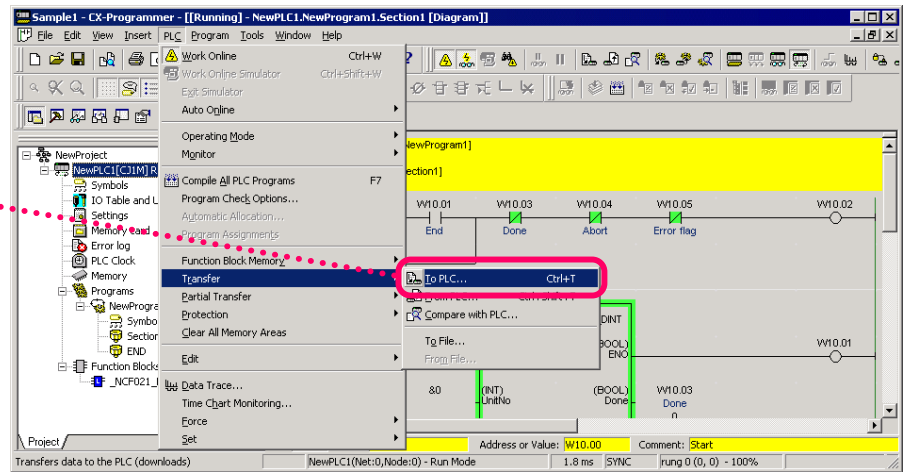 Sample1 - CX-Programmer - [[Running] - NewPLC1.NewProgram1.Section1 [Diagram]]
File Edit View Insert PLC Program Tools Window Help
Work Online Ctrl+W
Work Online Simulator Ctrl+Shift+W
Exit Simulator
Auto Online
Operating Mode
Monitor
Compile All PLC Programs F7
Program Check Options...
Automatic Allocation...
Program Assignments
Function Block Memory
Transfer
Partial Transfer
Protection
Clear All Memory Areas
Edit
Data Trace...
Time Chart Monitoring...
Force
Set
To PLC... Ctrl+T
From PLC... Ctrl+Shift+T
Compare with PLC...
To File...
From File...
NewProject
NewPLC1[CJ1M] R
Symbols
IO Table and U
Settings
Memory card
Error log
PLC Clock
Memory
Programs
NewProgra
Symbo
Section
END
Function Blocks
_NCF021_
Project
NewProgram1]
ection1]
W10.01 W10.03 W10.04 W10.05 W10.02
End Done Abort Error flag
DINT
BOOL)
ENO
W10.01
&0 (INT) (BOOL) W10.03
UnitNo Done Done
Address or Value: W10.00 Comment: Start
Transfers data to the PLC (downloads) NewPLC1(Net:0,Node:0) - Run Mode 1.8 ms SYNC rung 0 (0, 0) - 100%